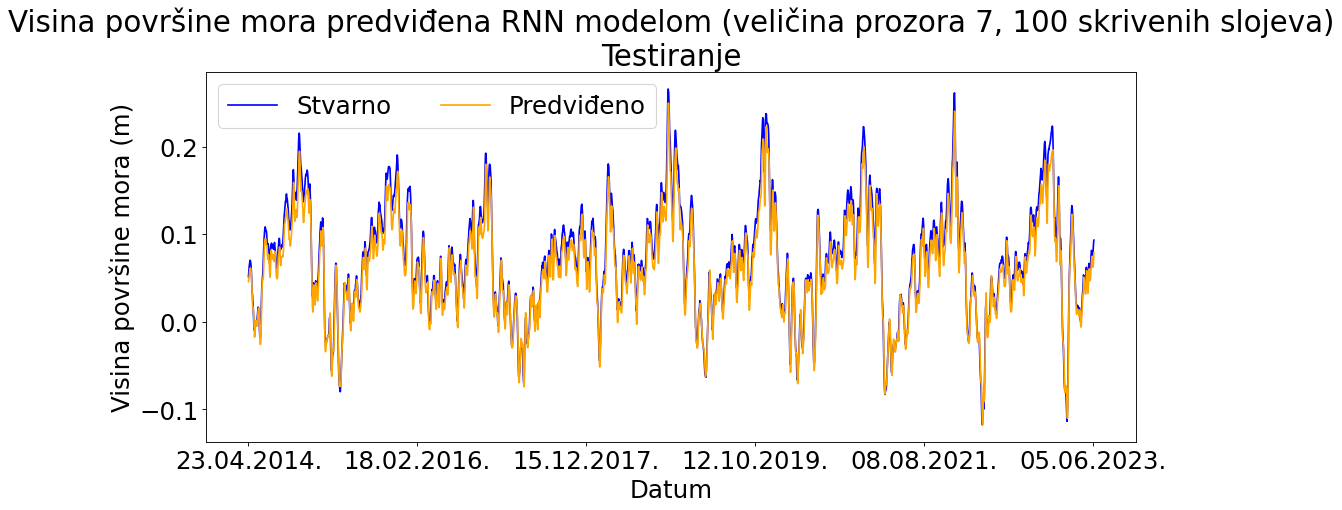 Visina površine mora predviđena RNN modelom (veličina prozora 7, 100 skrivenih slojeva)
Testiranje
Stvarno
Predviđeno
Visina površine mora (m)
0.2
0.1
0.0
−0.1
23.04.2014.
18.02.2016.
15.12.2017.
12.10.2019.
08.08.2021.
05.06.2023.
Datum